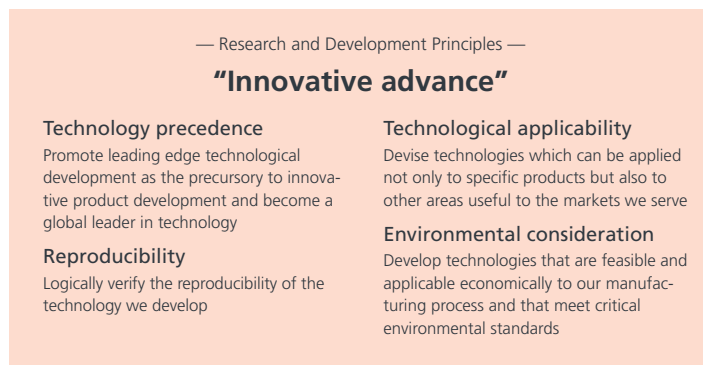 — Research and Development Principles —
“Innovative advance”
Technology precedence
Promote leading edge technological
development as the precursory to innova-
tive product development and become a
global leader in technology
Reproducibility
Logically verify the reproducibility of the
technology we develop
Technological applicability
Devise technologies which can be applied
not only to specific products but also to
other areas useful to the markets we serve
Environmental consideration
Develop technologies that are feasible and
applicable economically to our manufac-
turing process and that meet critical
environmental standards